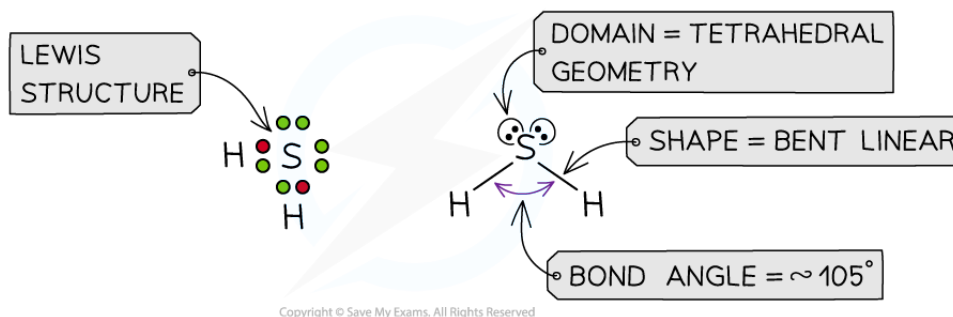 LEWIS
STRUCTURE
H S
H
DOMAIN = TETRAHEDRAL
GEOMETRY
S
H H
SHAPE = BENT LINEAR
BOND ANGLE = ~105°
Copyright © Save My Exams. All Rights Reserved